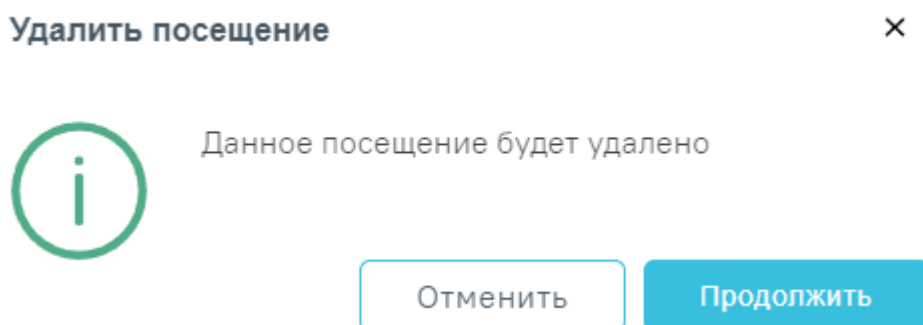 Удалить посещение
Данное посещение будет удалено
Отменить Продолжить